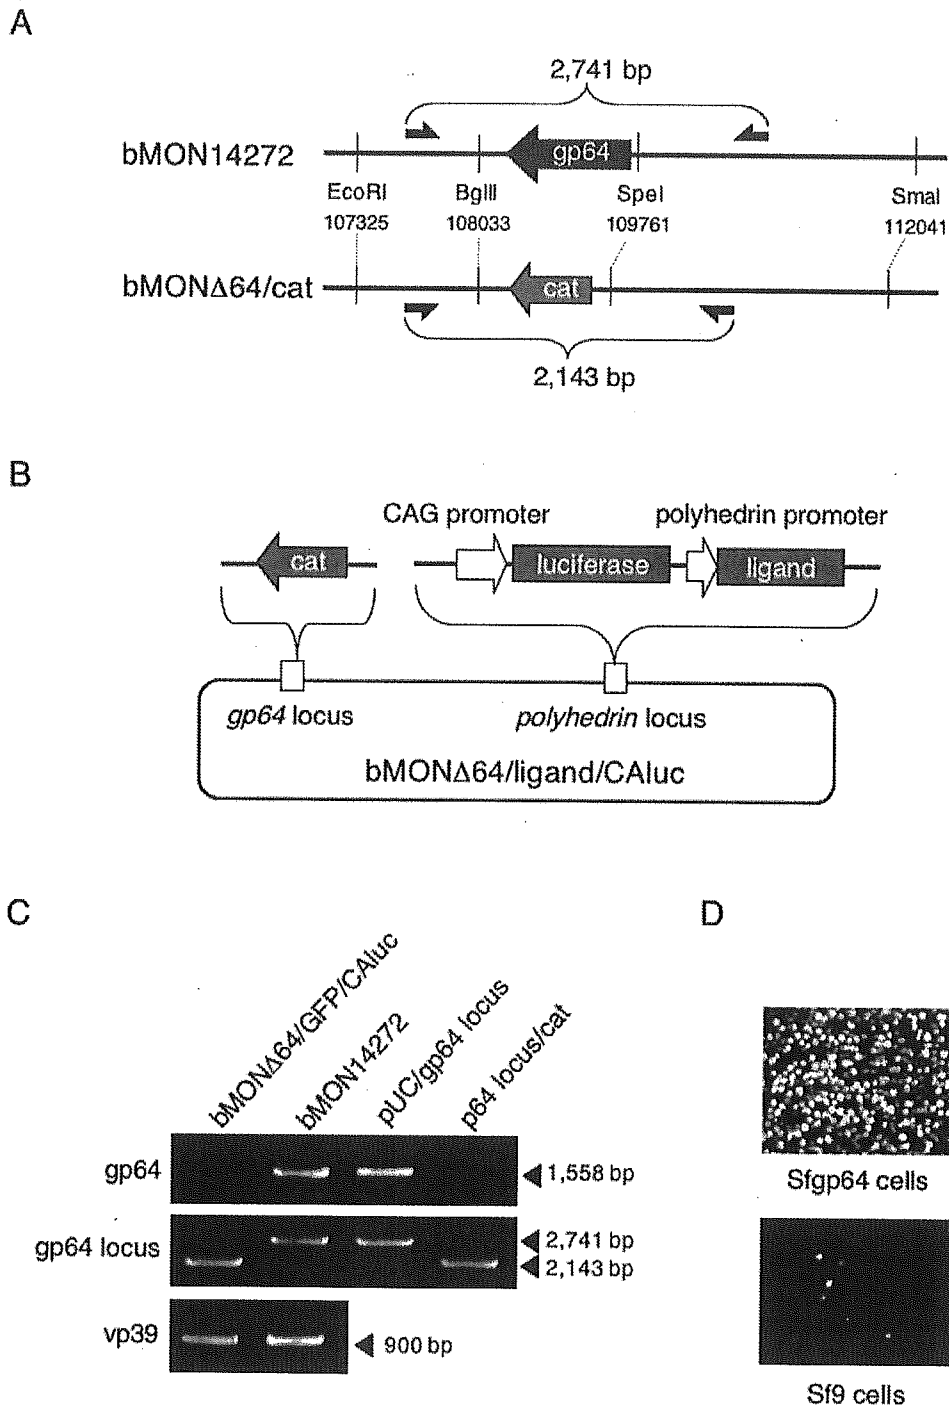 A
2,741 bp
bMON14272
gp64
EcoRI
107325
BglII
108033
SpeI
109761
SmaI
112041
bMONΔ64/cat
cat
2,143 bp
B
CAG promoter
polyhedrin promoter
cat
luciferase
ligand
gp64 locus
polyhedrin locus
bMONΔ64/ligand/CAluc
C
bMONΔ64/GFP/CAluc
bMON14272
pUC/gp64 locus
p64 locus/cat
gp64
1,558 bp
gp64 locus
2,741 bp
2,143 bp
vp39
900 bp
D
Sfgp64 cells
Sf9 cells